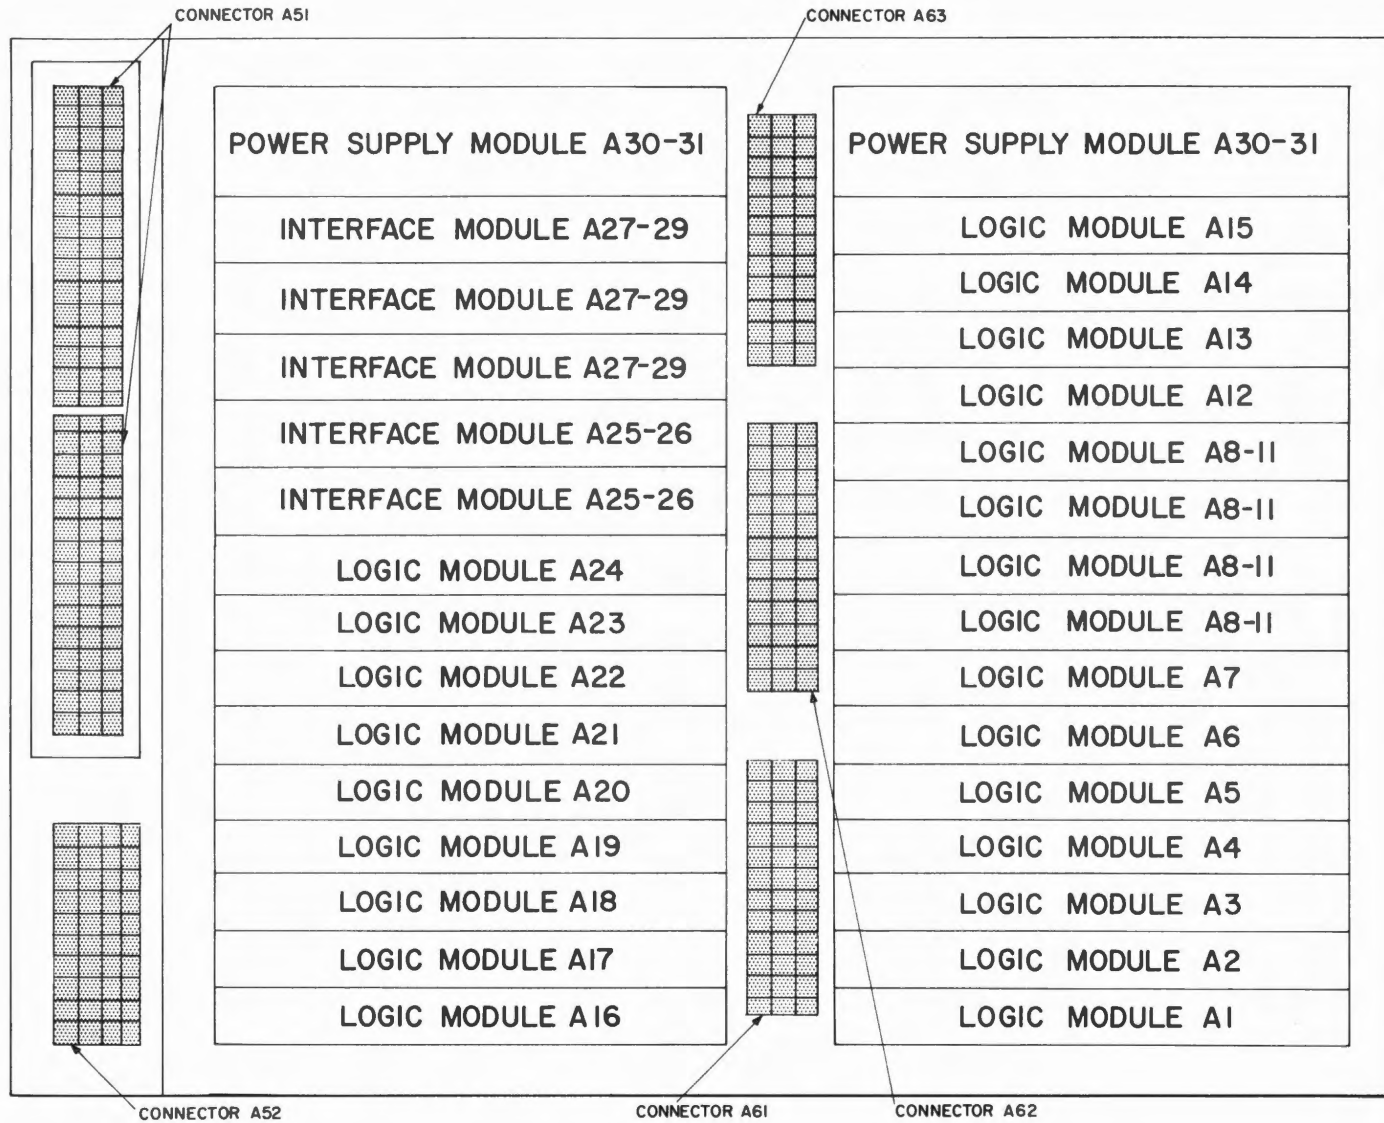 CONNECTOR A51
CONNECTOR A63
POWER SUPPLY MODULE A30-31
INTERFACE MODULE A27-29
INTERFACE MODULE A27-29
INTERFACE MODULE A27-29
INTERFACE MODULE A25-26
INTERFACE MODULE A25-26
LOGIC MODULE A24
LOGIC MODULE A23
LOGIC MODULE A22
LOGIC MODULE A21
LOGIC MODULE A20
LOGIC MODULE A19
LOGIC MODULE A18
LOGIC MODULE A17
LOGIC MODULE A16
POWER SUPPLY MODULE A30-31
LOGIC MODULE A15
LOGIC MODULE A14
LOGIC MODULE A13
LOGIC MODULE A12
LOGIC MODULE A8-11
LOGIC MODULE A8-11
LOGIC MODULE A8-11
LOGIC MODULE A8-11
LOGIC MODULE A7
LOGIC MODULE A6
LOGIC MODULE A5
LOGIC MODULE A4
LOGIC MODULE A3
LOGIC MODULE A2
LOGIC MODULE A1
CONNECTOR A52
CONNECTOR A61
CONNECTOR A62